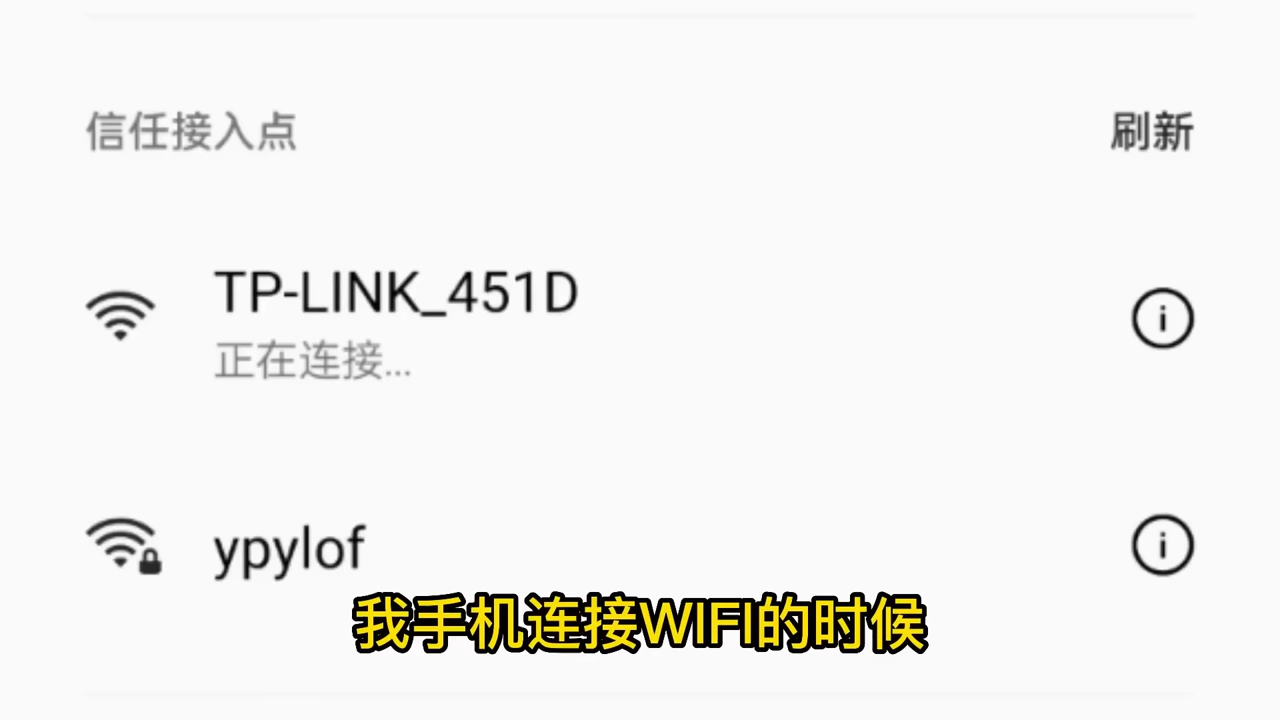 信任接入点
刷新
TP-LINK_451D
正在连接...
ypylof
我手机连接WIFI的时候